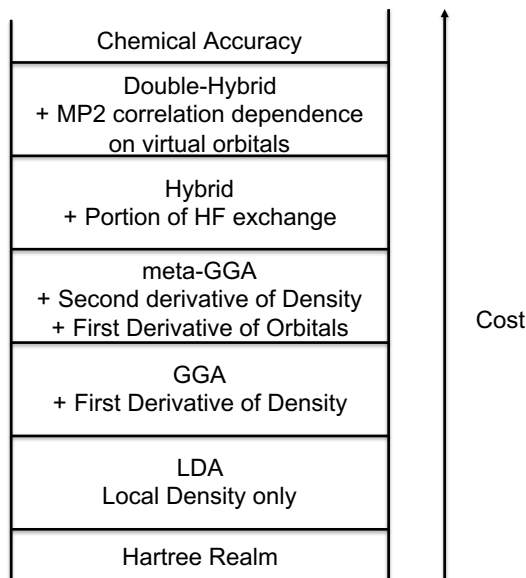 Chemical Accuracy
Double-Hybrid
+ MP2 correlation dependence
on virtual orbitals
Hybrid
+ Portion of HF exchange
meta-GGA
+ Second derivative of Density
+ First Derivative of Orbitals
GGA
+ First Derivative of Density
LDA
Local Density only
Hartree Realm
Cost